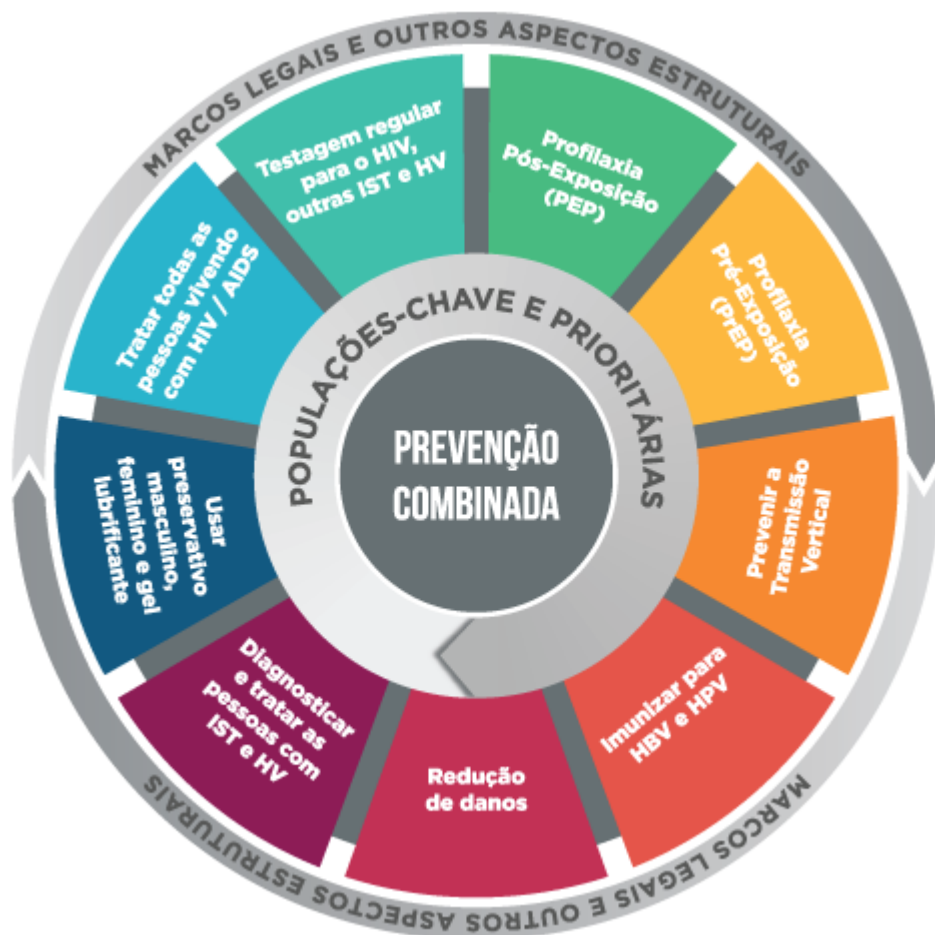 MARCOS LEGAIS E OUTROS ASPECTOS ESTRUTURAIS
Testagem regular
para o HIV,
outras IST e HV
Profilaxia
Pós-Exposição
(PEP)
Profilaxia
Pré-Exposição
(PrEP)
Prevenir a
Transmissão
Vertical
Imunizar para
HBV e HPV
Redução
de danos
Diagnosticar
e tratar as
pessoas com
IST e HV
Usar
preservativo
masculino,
feminino e gel
lubrificante
Tratar todas as
pessoas vivendo
com HIV / AIDS
POPULAÇÕES-CHAVE E PRIORITÁRIAS
PREVENÇÃO
COMBINADA
MARCOS LEGAIS E OUTROS ASPECTOS ESTRUTURAIS